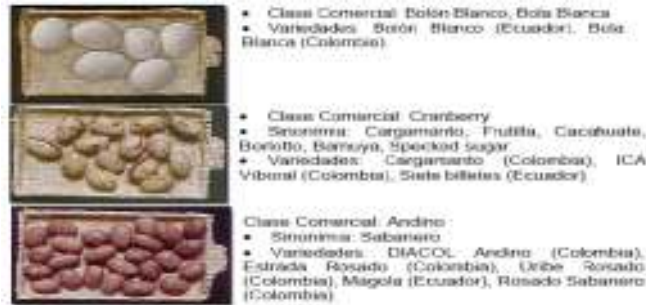 • Clase Comercial: Bolón Blanco, Bola Blanca
• Variedades: Bolón Blanco (Ecuador), Bola
Blanca (Colombia).
• Clase Comercial: Cranberry
• Sinonimia: Cargamanto, Frutilla, Cacahuate,
Borlotto, Bamuya, Specked sugar
• Variedades: Cargamanto (Colombia), ICA
Viboral (Colombia), Siete billetes (Ecuador)
Clase Comercial: Andino
• Sinonimia: Sabanero
• Variedades: DIACOL Andino (Colombia),
Estrada Rosado (Colombia), Uribe Rosado
(Colombia), Magola (Ecuador), Rosado Sabanero
(Colombia)